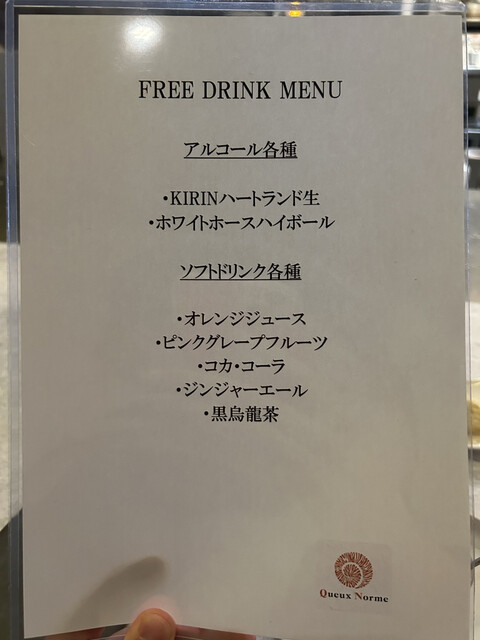 FREE DRINK MENU
アルコール各種
・KIRINハートランド生
・ホワイトホースハイボール
ソフトドリンク各種
・オレンジジュース
・ピンクグレープフルーツ
・コカ・コーラ
・ジンジャーエール
・黒烏龍茶
Queux Norme